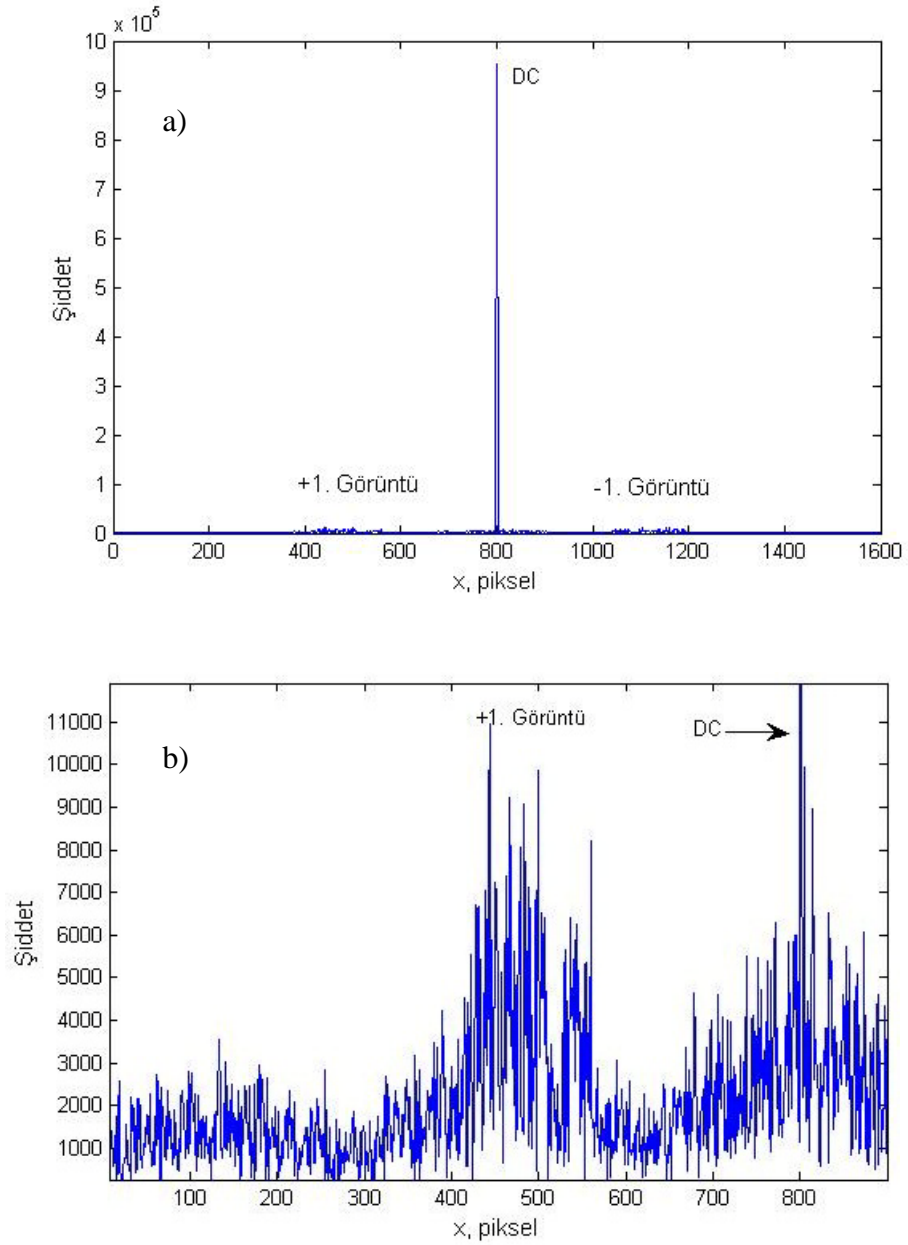 x 10⁵
10
9
8
7
6
5
4
3
2
1
0
Şiddet
a)
DC
+1. Görüntü
-1. Görüntü
0 200 400 600 800 1000 1200 1400 1600
x, piksel
11000
10000
9000
8000
7000
6000
5000
4000
3000
2000
1000
Şiddet
b)
+1. Görüntü
DC
100 200 300 400 500 600 700 800
x, piksel